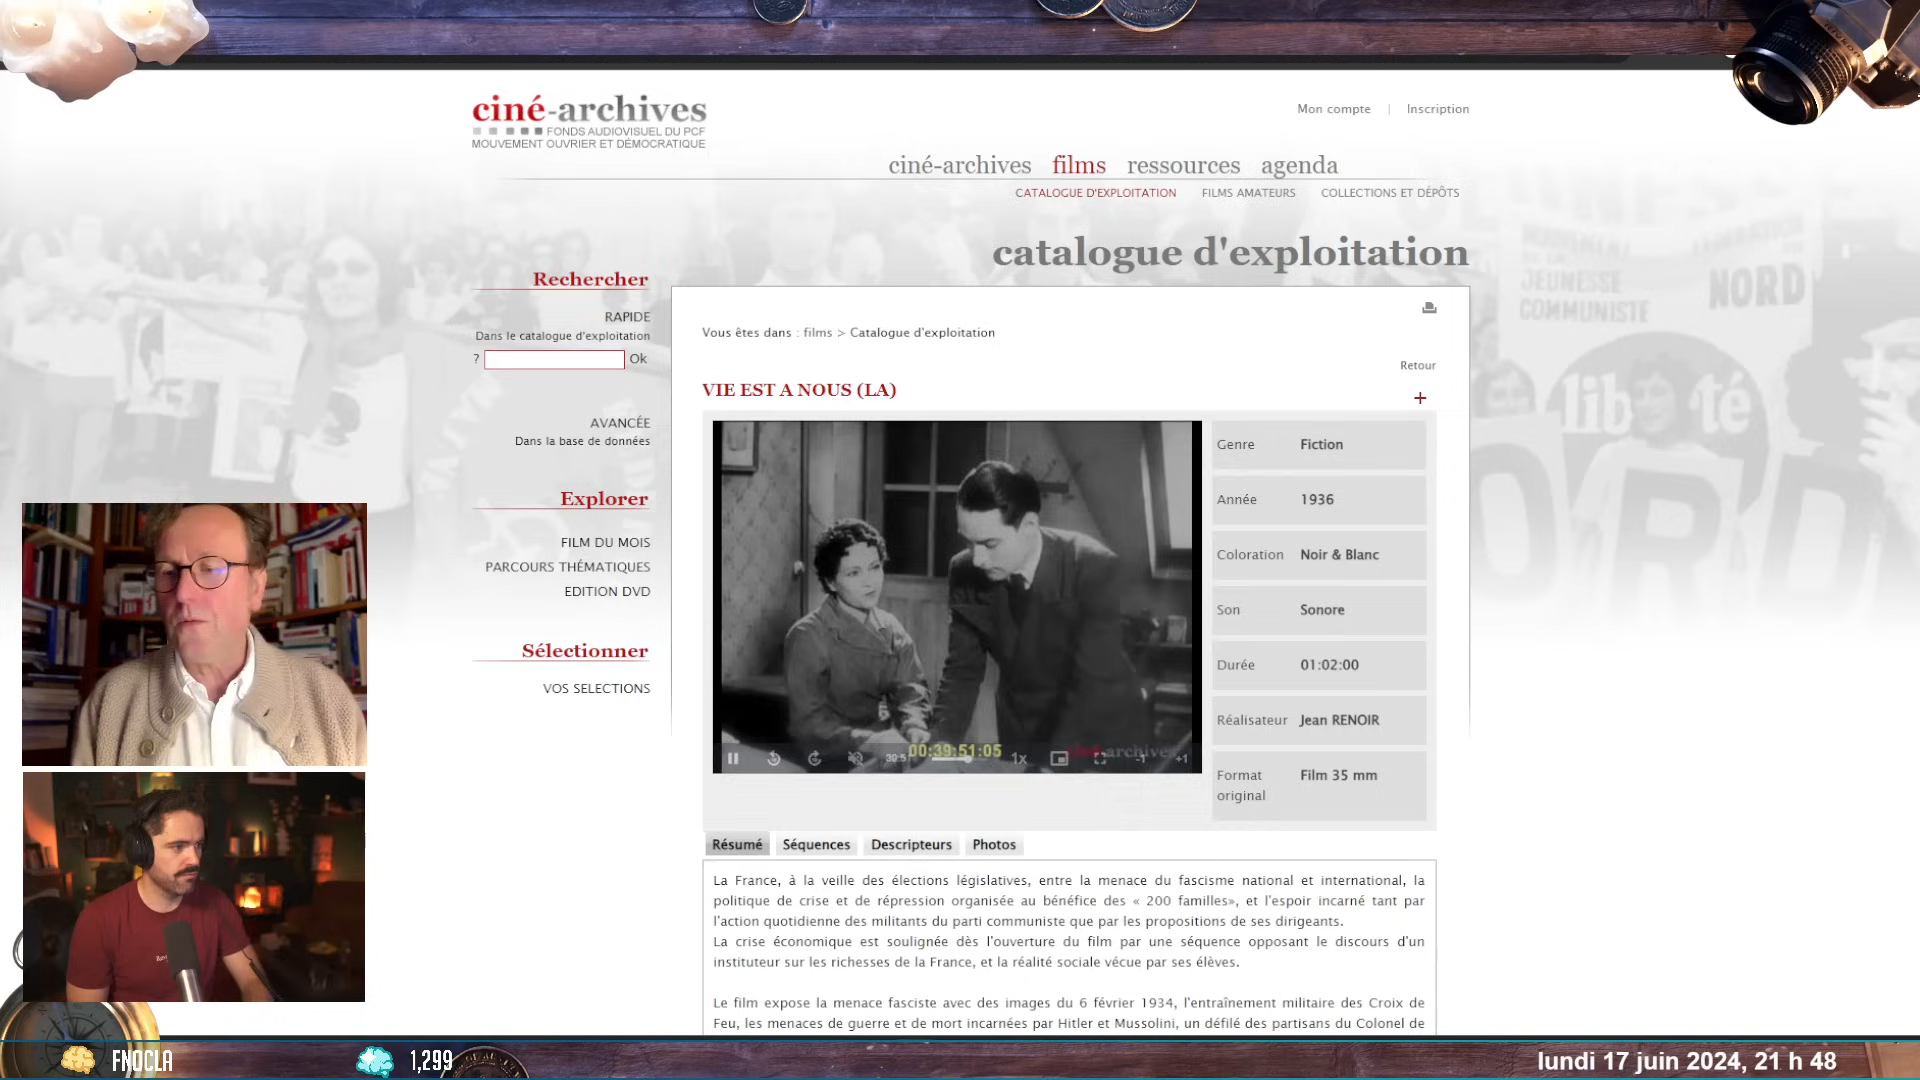 ciné-archives
FONDS AUDIOVISUEL DU PCF
MOUVEMENT OUVRIER ET DÉMOCRATIQUE
Mon compte | Inscription
ciné-archives films ressources agenda
CATALOGUE D'EXPLOITATION FILMS AMATEURS COLLECTIONS ET DÉPÔTS
catalogue d'exploitation
Rechercher
RAPIDE
Dans le catalogue d'exploitation
? Ok
AVANCÉE
Dans la base de données
Explorer
FILM DU MOIS
PARCOURS THÉMATIQUES
EDITION DVD
Sélectionner
VOS SELECTIONS
Vous êtes dans : films > Catalogue d'exploitation
Retour
VIE EST A NOUS (LA)
+
Genre Fiction
Année 1936
Coloration Noir & Blanc
Son Sonore
Durée 01:02:00
Réalisateur Jean RENOIR
Format original Film 35 mm
00:39:51:05
1x
-1 +1
ciné-archives
Résumé Séquences Descripteurs Photos
La France, à la veille des élections législatives, entre la menace du fascisme national et international, la
politique de crise et de répression organisée au bénéfice des « 200 familles», et l'espoir incarné tant par
l'action quotidienne des militants du parti communiste que par les propositions de ses dirigeants.
La crise économique est soulignée dès l'ouverture du film par une séquence opposant le discours d'un
instituteur sur les richesses de la France, et la réalité sociale vécue par ses élèves.
Le film expose la menace fasciste avec des images du 6 février 1934, l'entraînement militaire des Croix de
Feu, les menaces de guerre et de mort incarnées par Hitler et Mussolini, un défilé des partisans du Colonel de
JEUNESSE
COMMUNISTE
NORD
liberté
FNOCLA
1,299
lundi 17 juin 2024, 21 h 48